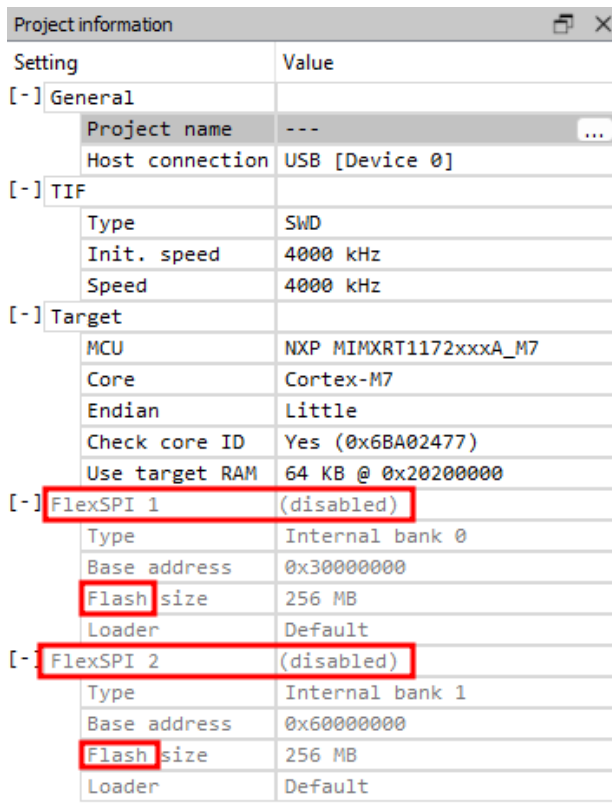 Project information
Setting Value
[-] General
Project name ---  ...
Host connection USB [Device 0]
[-] TIF
Type SWD
Init. speed 4000 kHz
Speed 4000 kHz
[-] Target
MCU NXP MIMXRT1172xxxA_M7
Core Cortex-M7
Endian Little
Check core ID Yes (0x6BA02477)
Use target RAM 64 KB @ 0x20200000
[-] FlexSPI 1 (disabled)
Type Internal bank 0
Base address 0x30000000
Flash size 256 MB
Loader Default
[-] FlexSPI 2 (disabled)
Type Internal bank 1
Base address 0x60000000
Flash size 256 MB
Loader Default